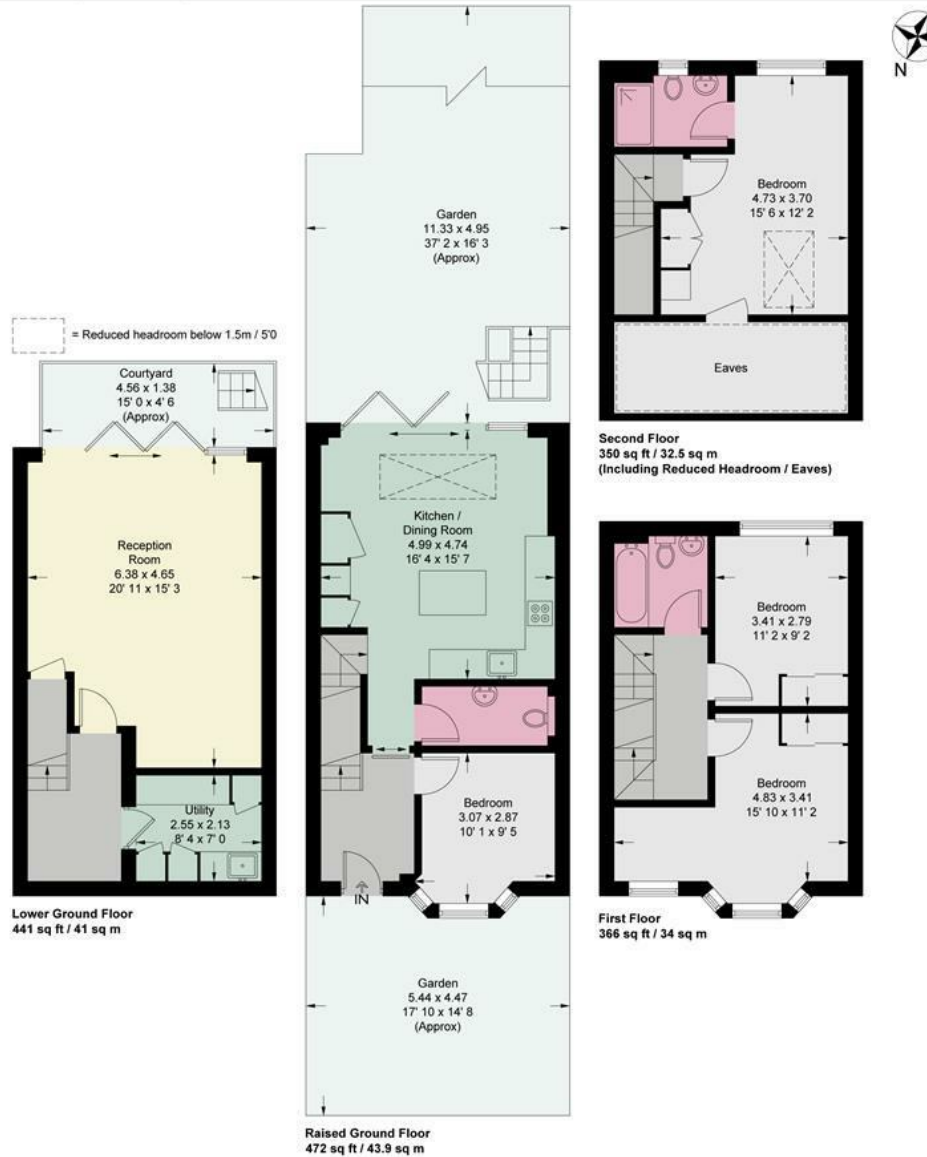 N
Garden
11.33 x 4.95
37' 2 x 16' 3
(Approx)
= Reduced headroom below 1.5m / 5'0
Courtyard
4.56 x 1.38
15' 0 x 4' 6
(Approx)
Reception
Room
6.38 x 4.65
20' 11 x 15' 3
Utility
2.55 x 2.13
8' 4 x 7' 0
Lower Ground Floor
441 sq ft / 41 sq m
Kitchen /
Dining Room
4.99 x 4.74
16' 4 x 15' 7
Bedroom
3.07 x 2.87
10' 1 x 9' 5
IN
Garden
5.44 x 4.47
17' 10 x 14' 8
(Approx)
Raised Ground Floor
472 sq ft / 43.9 sq m
Bedroom
4.73 x 3.70
15' 6 x 12' 2
Eaves
Second Floor
350 sq ft / 32.5 sq m
(Including Reduced Headroom / Eaves)
Bedroom
3.41 x 2.79
11' 2 x 9' 2
Bedroom
4.83 x 3.41
15' 10 x 11' 2
First Floor
366 sq ft / 34 sq m